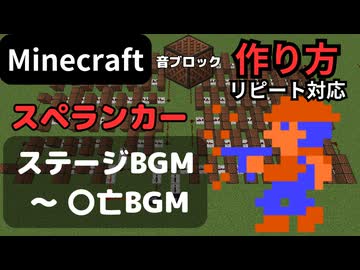 Minecraft
音ブロック
作り方
リピート対応
スペランカー
ステージBGM
～ 〇亡BGM